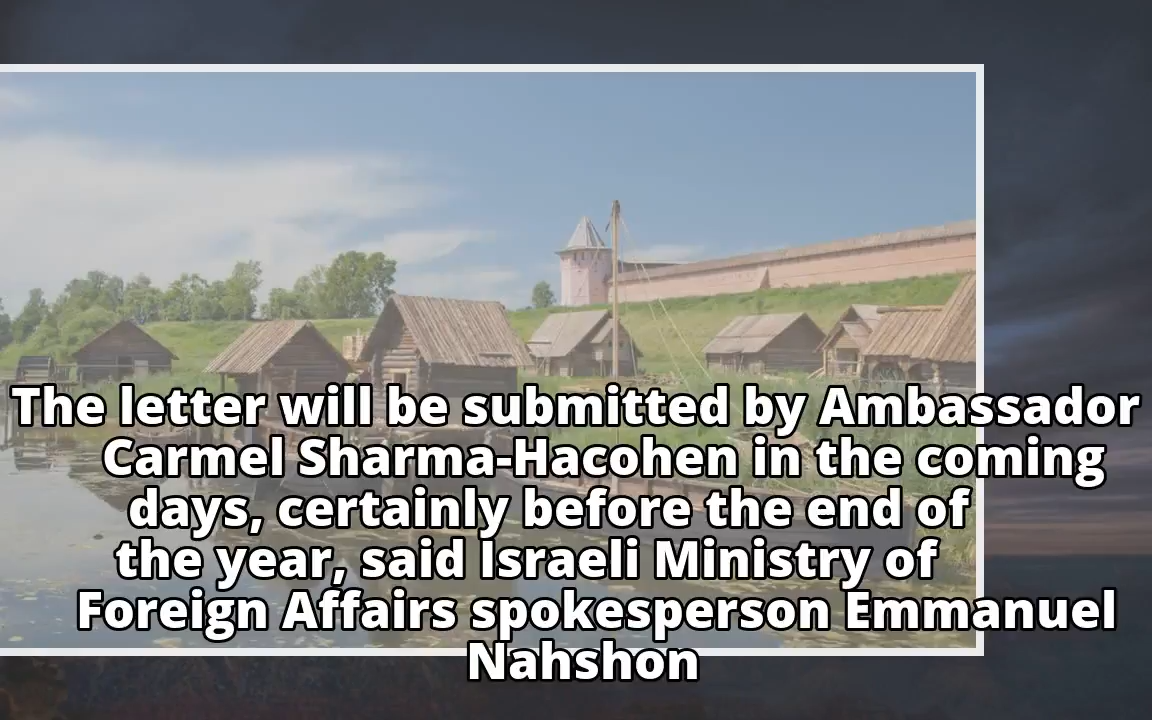 The letter will be submitted by Ambassador
Carmel Sharma-Hacohen in the coming
days, certainly before the end of
the year, said Israeli Ministry of
Foreign Affairs spokesperson Emmanuel
Nahshon